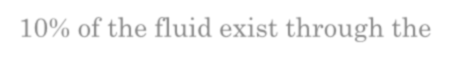 10% of the fluid exist through the